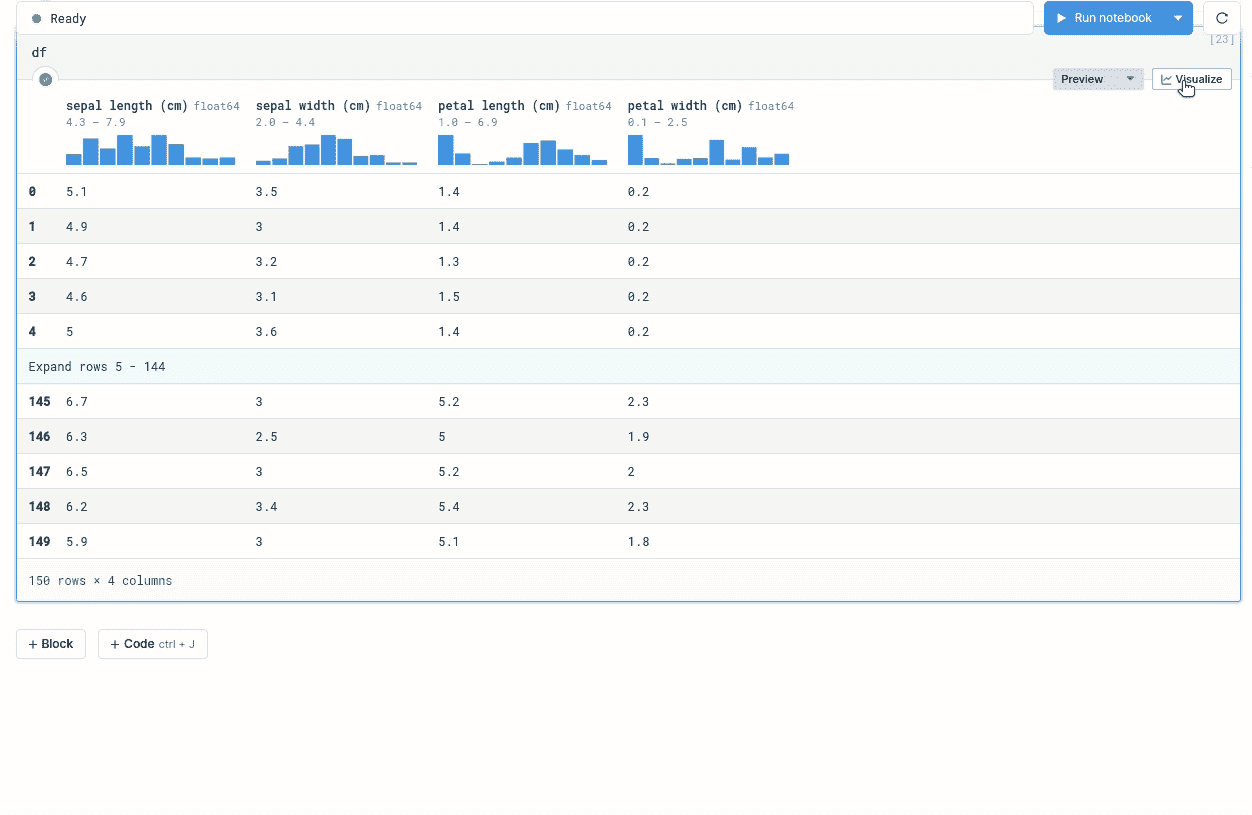 Ready
Run notebook
[23]
df
Preview
Visualize
sepal length (cm) float64 sepal width (cm) float64 petal length (cm) float64 petal width (cm) float64
4.3 – 7.9 2.0 – 4.4 1.0 – 6.9 0.1 – 2.5
0 5.1 3.5 1.4 0.2
1 4.9 3 1.4 0.2
2 4.7 3.2 1.3 0.2
3 4.6 3.1 1.5 0.2
4 5 3.6 1.4 0.2
Expand rows 5 - 144
145 6.7 3 5.2 2.3
146 6.3 2.5 5 1.9
147 6.5 3 5.2 2
148 6.2 3.4 5.4 2.3
149 5.9 3 5.1 1.8
150 rows × 4 columns
+ Block
+ Code ctrl + J